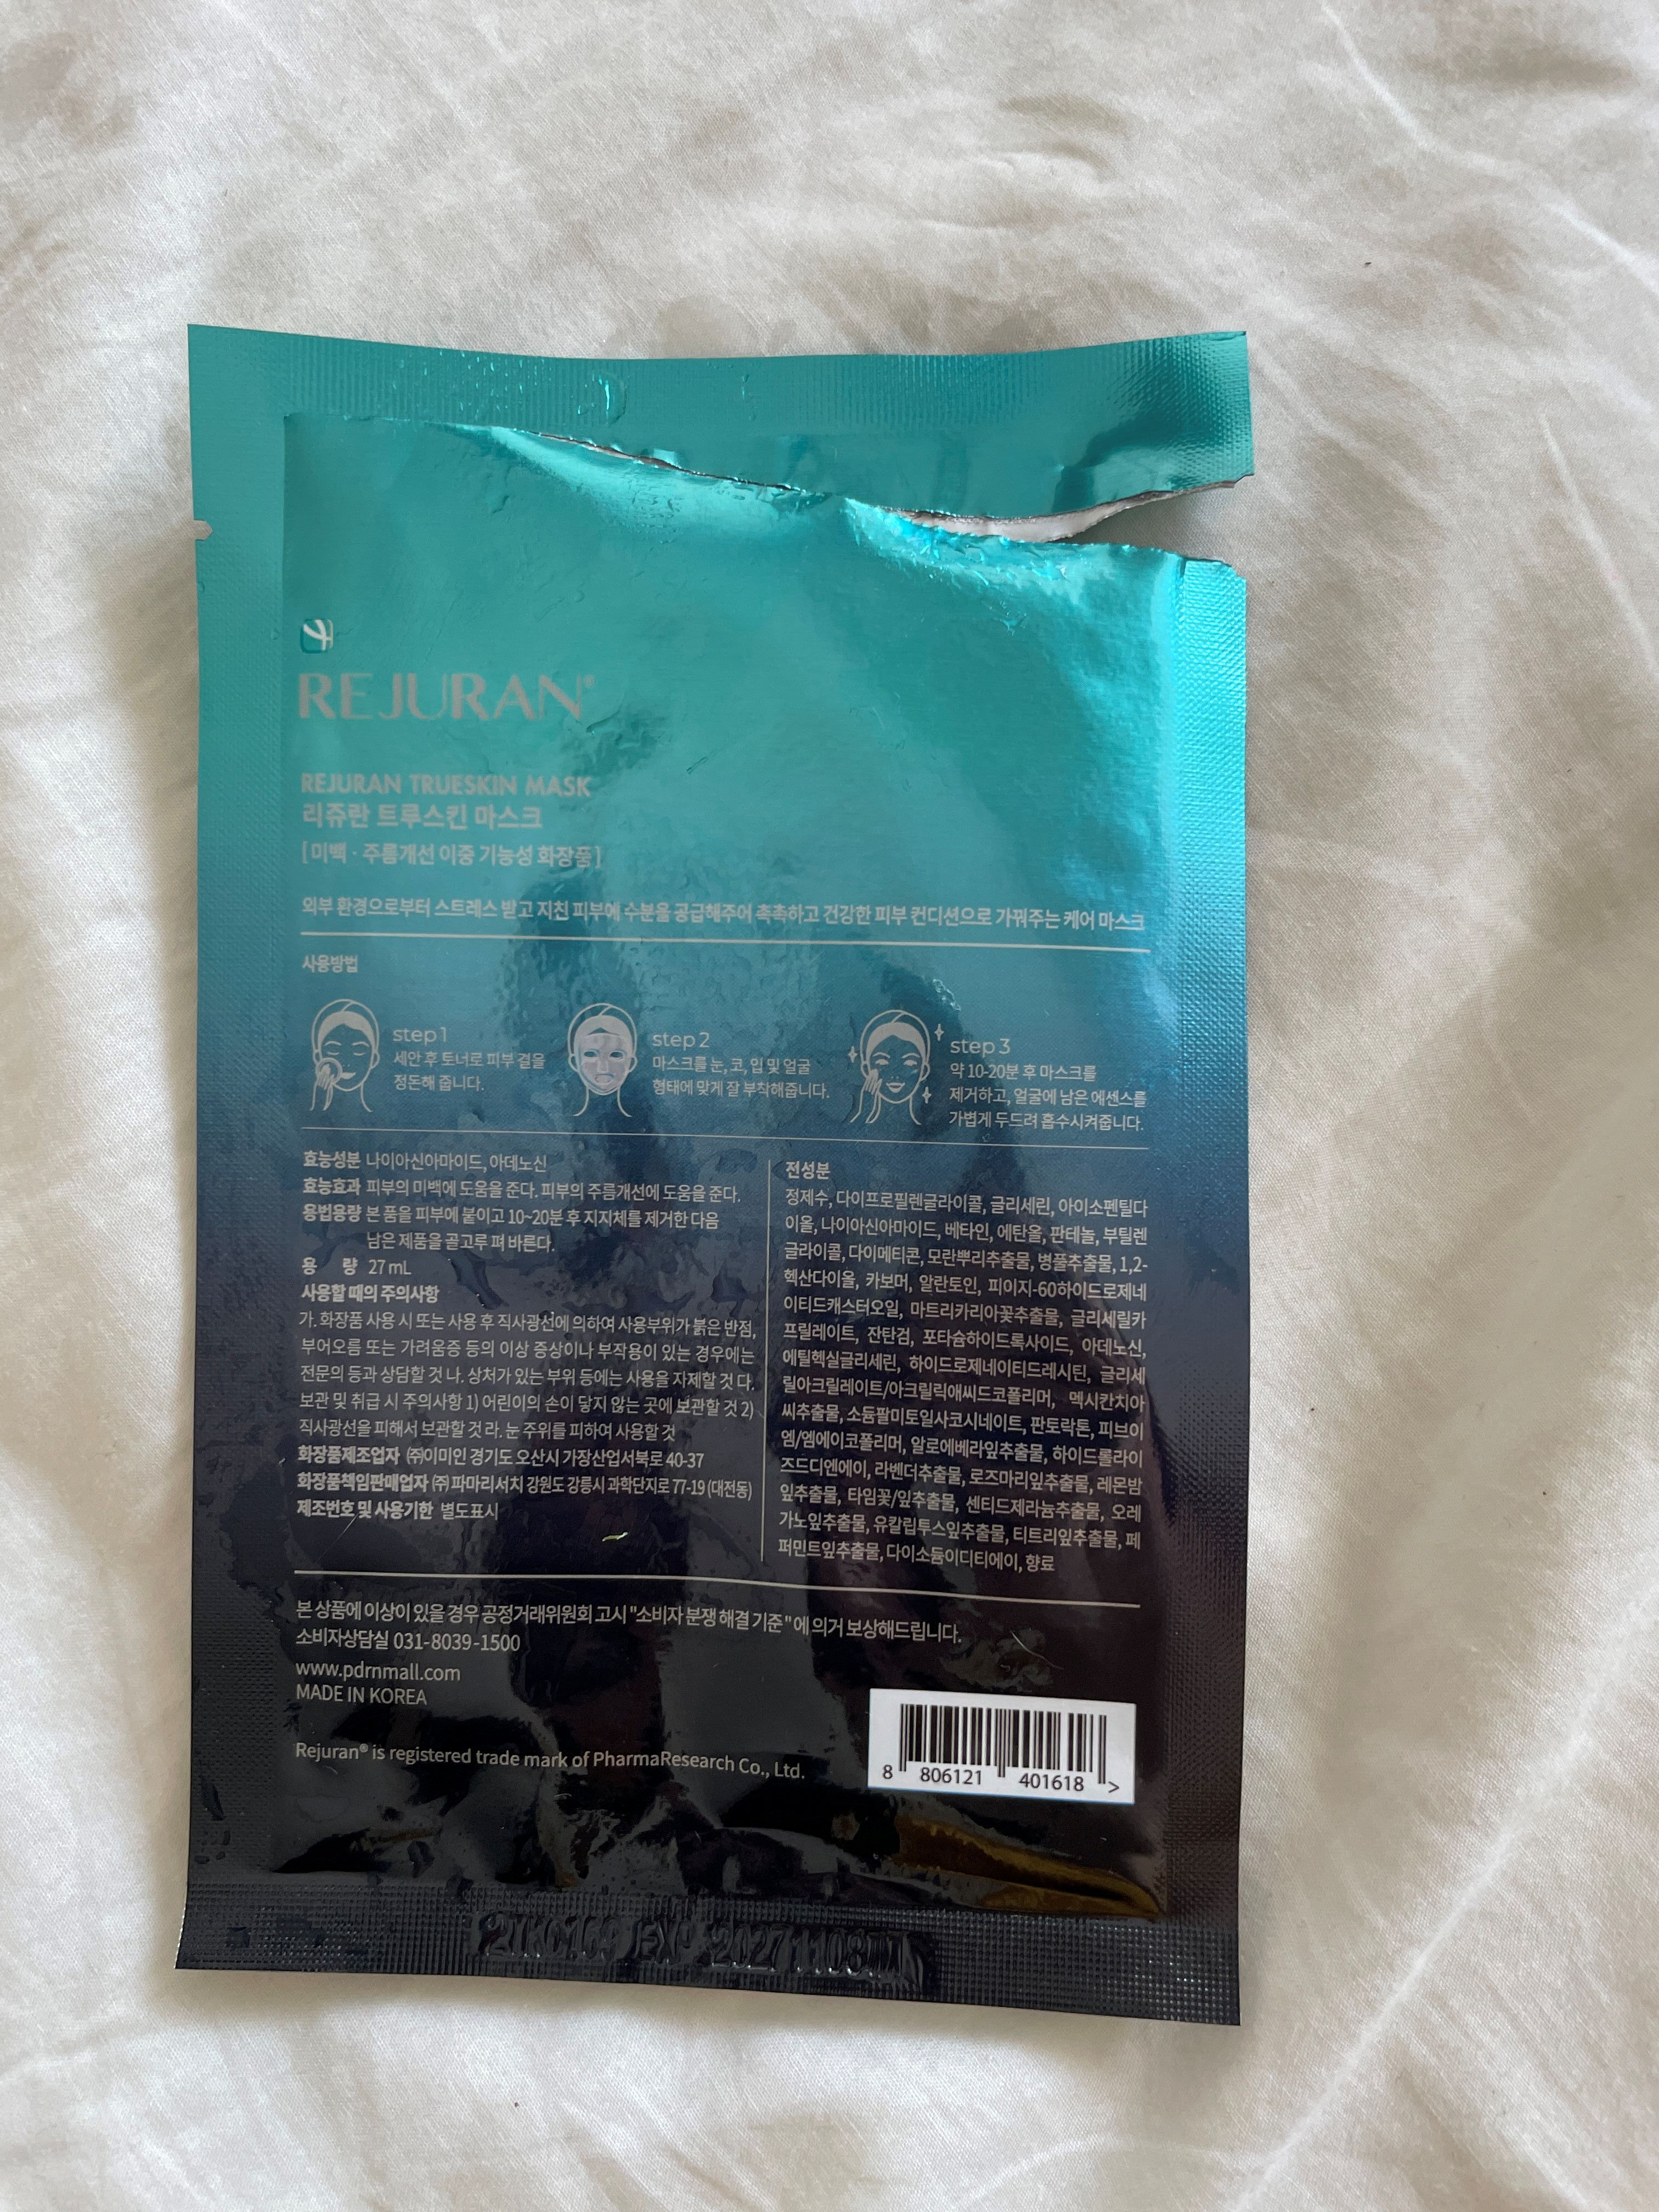 REJURAN®
REJURAN TRUESKIN MASK
리쥬란 트루스킨 마스크
[미백 · 주름개선 이중 기능성 화장품]
외부 환경으로부터 스트레스 받고 지친 피부에 수분을 공급해주어 촉촉하고 건강한 피부 컨디션으로 가꿔주는 케어 마스크
사용방법
step 1
세안 후 토너로 피부 결을
정돈해 줍니다.
step 2
마스크를 눈, 코, 입 및 얼굴
형태에 맞게 잘 부착해줍니다.
step 3
약 10-20분 후 마스크를
제거하고, 얼굴에 남은 에센스를
가볍게 두드려 흡수시켜줍니다.
효능성분 나이아신아마이드, 아데노신
효능효과 피부의 미백에 도움을 준다. 피부의 주름개선에 도움을 준다.
용법용량 본 품을 피부에 붙이고 10~20분 후 지지체를 제거한 다음
남은 제품을 골고루 펴 바른다.
용 량 27 mL
사용할 때의 주의사항
가. 화장품 사용 시 또는 사용 후 직사광선에 의하여 사용부위가 붉은 반점,
부어오름 또는 가려움증 등의 이상 증상이나 부작용이 있는 경우에는
전문의 등과 상담할 것 나. 상처가 있는 부위 등에는 사용을 자제할 것 다.
보관 및 취급 시 주의사항 1) 어린이의 손이 닿지 않는 곳에 보관할 것 2)
직사광선을 피해서 보관할 것 라. 눈 주위를 피하여 사용할 것
화장품제조업자 ㈜이미인 경기도 오산시 가장산업서북로 40-37
화장품책임판매업자 ㈜파마리서치 강원도 강릉시 과학단지로 77-19 (대전동)
제조번호 및 사용기한 별도표시
전성분
정제수, 다이프로필렌글라이콜, 글리세린, 아이소펜틸다
이올, 나이아신아마이드, 베타인, 에탄올, 판테놀, 부틸렌
글라이콜, 다이메티콘, 모란뿌리추출물, 병풀추출물, 1,2-
헥산다이올, 카보머, 알란토인, 피이지-60하이드로제네
이티드캐스터오일, 마트리카리아꽃추출물, 글리세릴카
프릴레이트, 잔탄검, 포타슘하이드록사이드, 아데노신,
에틸헥실글리세린, 하이드로제네이티드레시틴, 글리세
릴아크릴레이트/아크릴릭애씨드코폴리머, 멕시칸치아
씨추출물, 소듐팔미토일사코시네이트, 판토락톤, 피브이
엠/엠에이코폴리머, 알로에베라잎추출물, 하이드롤라이
즈드디엔에이, 라벤더추출물, 로즈마리잎추출물, 레몬밤
잎추출물, 타임꽃/잎추출물, 센티드제라늄추출물, 오레
가노잎추출물, 유칼립투스잎추출물, 티트리잎추출물, 페
퍼민트잎추출물, 다이소듐이디티에이, 향료
본 상품에 이상이 있을 경우 공정거래위원회 고시 "소비자 분쟁 해결 기준" 에 의거 보상해드립니다.
소비자상담실 031-8039-1500
www.pdrnmall.com
MADE IN KOREA
Rejuran® is registered trade mark of PharmaResearch Co., Ltd.
8 806121 401618 >
EXP